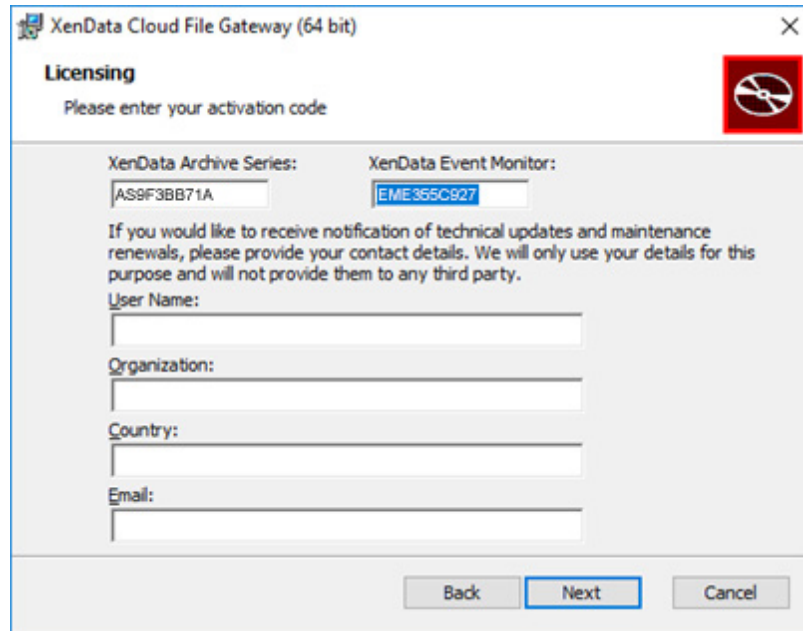 XenData Cloud File Gateway (64 bit)
Licensing
Please enter your activation code
XenData Archive Series: XenData Event Monitor:
AS9F3BB71A EME355C927
If you would like to receive notification of technical updates and maintenance
renewals, please provide your contact details. We will only use your details for this
purpose and will not provide them to any third party.
User Name:
Organization:
Country:
Email:
Back Next Cancel